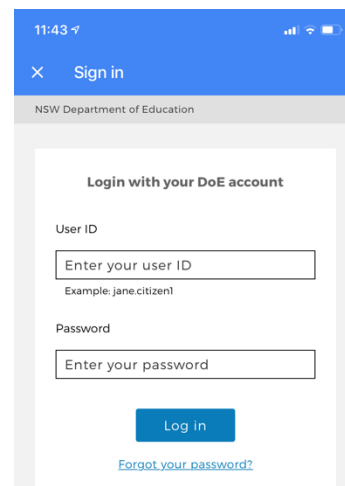 11:43
Sign in
NSW Department of Education
Login with your DoE account
User ID
Enter your user ID
Example: jane.citizen1
Password
Enter your password
Log in
Forgot your password?